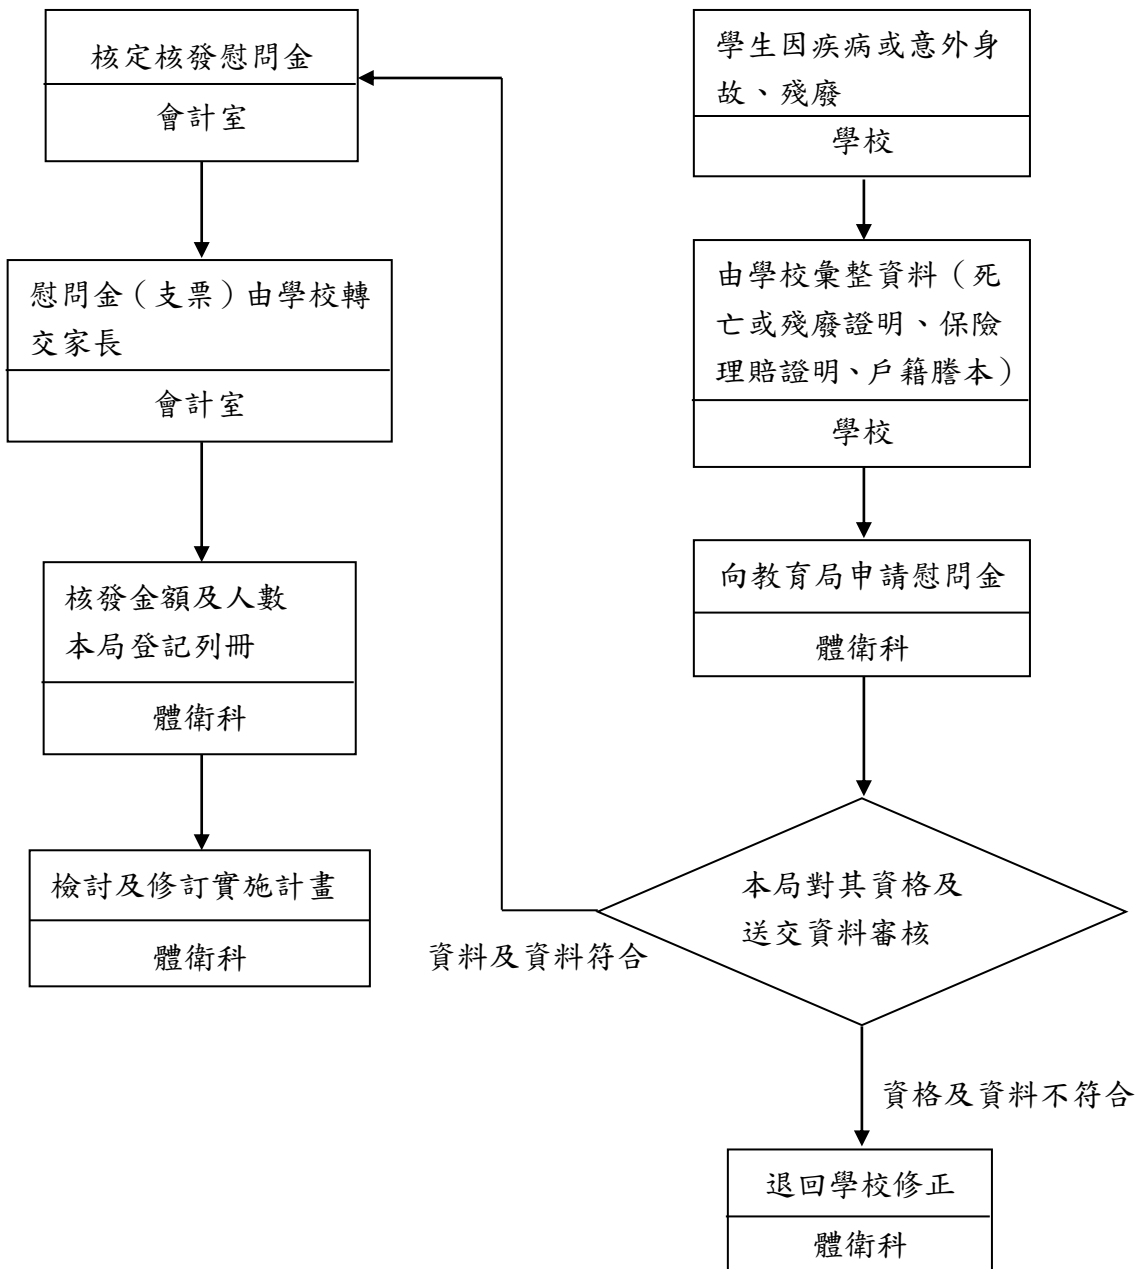 學生因疾病或意外身
故、殘廢
學校
由學校彙整資料（死
亡或殘廢證明、保險
理賠證明、戶籍謄本）
學校
向教育局申請慰問金
體衛科
本局對其資格及
送交資料審核
資料及資料符合
資格及資料不符合
退回學校修正
體衛科
核定核發慰問金
會計室
慰問金（支票）由學校轉
交家長
會計室
核發金額及人數
本局登記列冊
體衛科
檢討及修訂實施計畫
體衛科